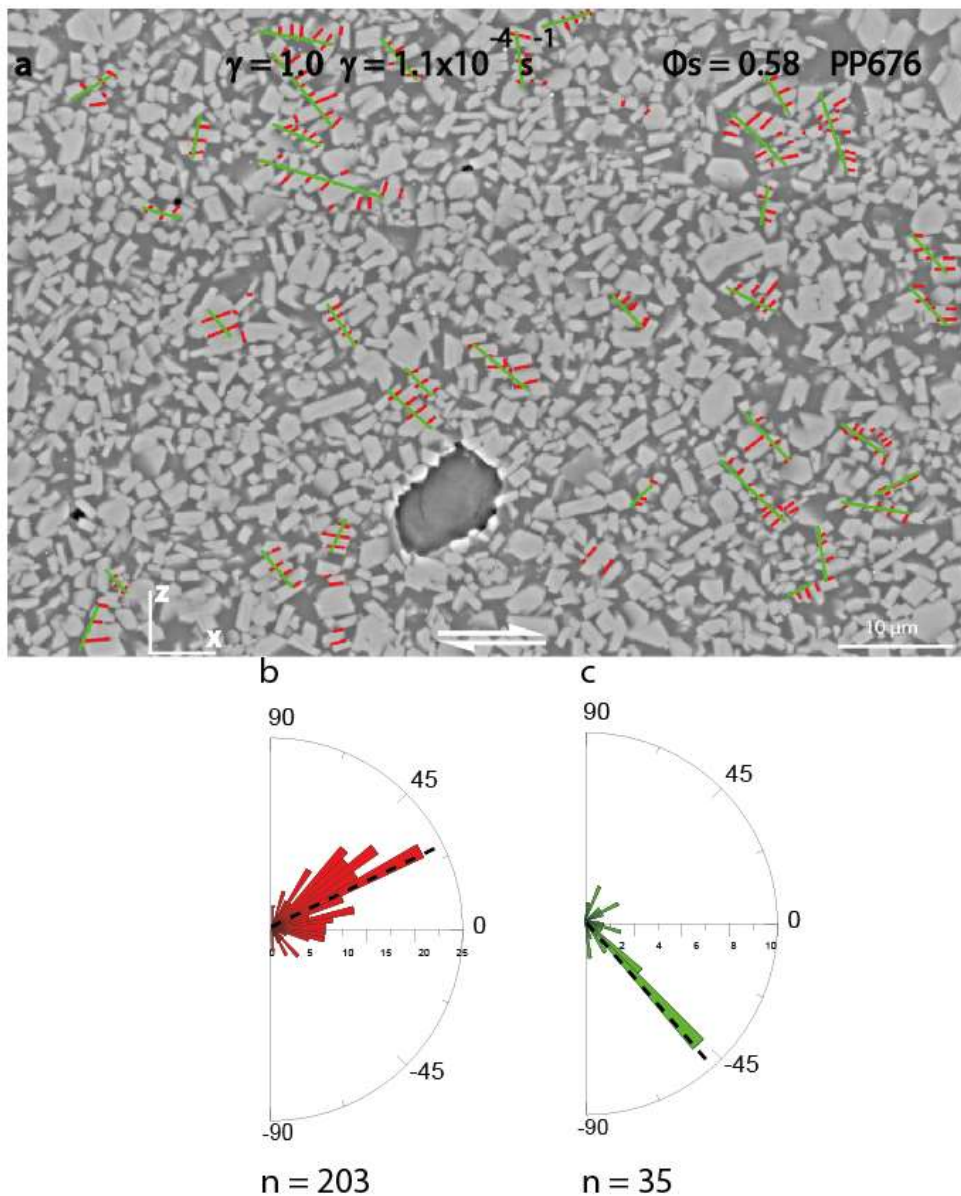 a γ = 1.0 γ = 1.1x10⁻⁴ s⁻¹ Φs = 0.58 PP676
z
x
10 µm
b c
90 90
45 45
0 0
0 5 10 15 20 25 2 4 6 8 10
-45 -45
-90 -90
n = 203 n = 35